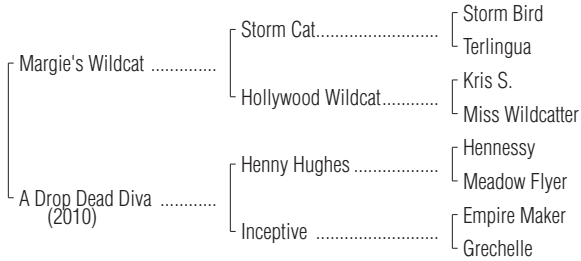 Storm Bird
Storm Cat..............................
Terlingua
Margie's Wildcat ..............
Kris S.
Hollywood Wildcat............
Miss Wildcatter
Hennessy
Henny Hughes ...................
Meadow Flyer
A Drop Dead Diva ............
(2010)
Empire Maker
Inceptive ............................
Grechelle